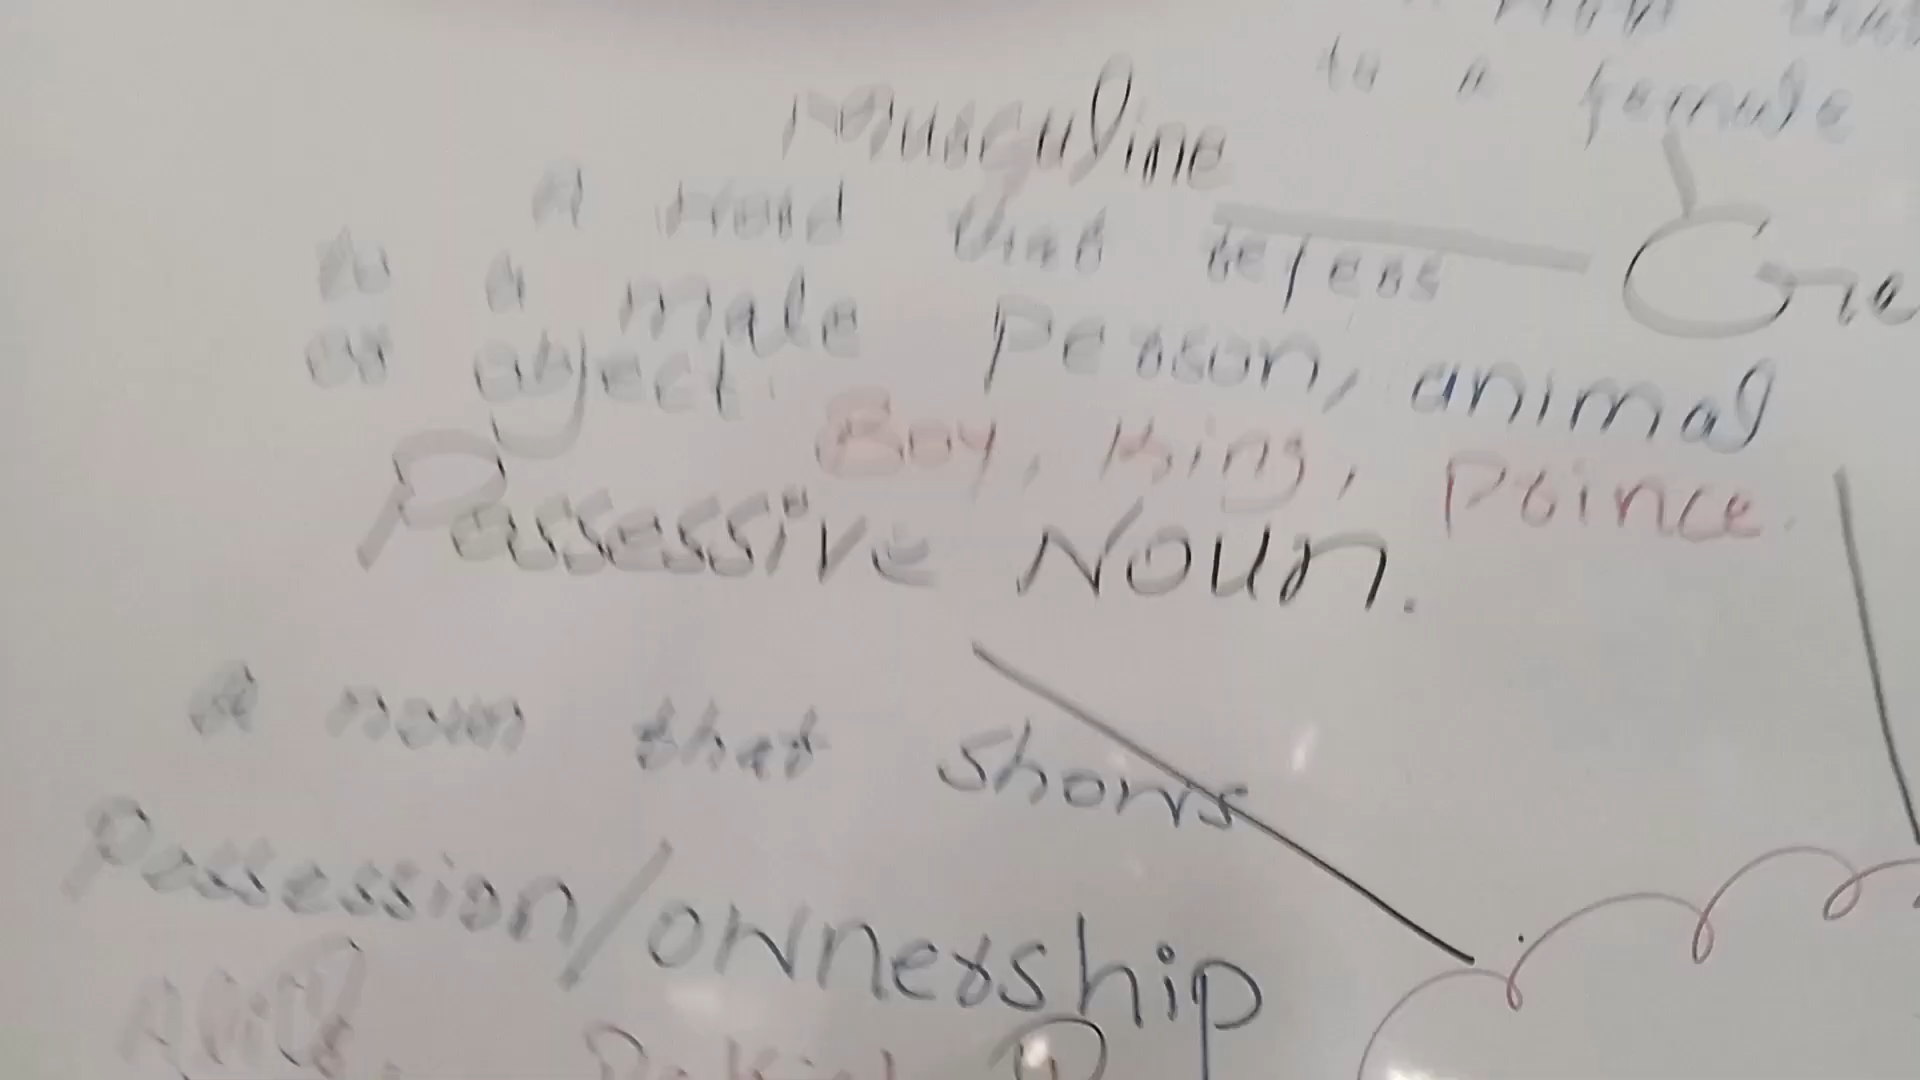 to a female
Masculine
A noun that refers
to a male person, animal
or object.
Boy, King, Prince.
Possessive Noun.
A noun that shows
Possession/ownership